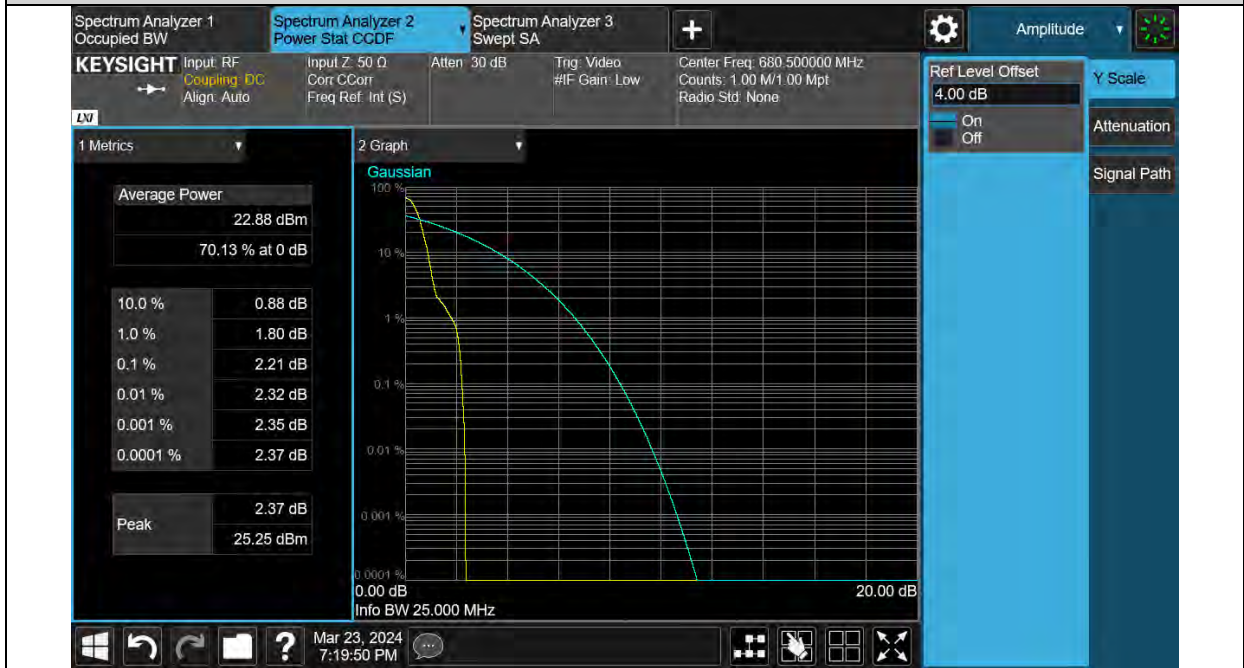 Spectrum Analyzer 1
Occupied BW
Spectrum Analyzer 2
Power Stat CCDF
Spectrum Analyzer 3
Swept SA
Amplitude
KEYSIGHT
LXI
Input: RF
Coupling: DC
Align: Auto
Input Z: 50 Ω
Corr CCorr
Freq Ref: Int (S)
Atten: 30 dB
Trig: Video
#IF Gain: Low
Center Freq: 680.500000 MHz
Counts: 1.00 M/1.00 Mpt
Radio Std: None
Ref Level Offset
4.00 dB
On
Off
Y Scale
Attenuation
Signal Path
1 Metrics
Average Power
22.88 dBm
70.13 % at 0 dB
10.0 % 0.88 dB
1.0 % 1.80 dB
0.1 % 2.21 dB
0.01 % 2.32 dB
0.001 % 2.35 dB
0.0001 % 2.37 dB
Peak
2.37 dB
25.25 dBm
2 Graph
Gaussian
100 %
10 %
1 %
0.1 %
0.01 %
0.001 %
0.0001 %
0.00 dB
20.00 dB
Info BW 25.000 MHz
Mar 23, 2024
7:19:50 PM